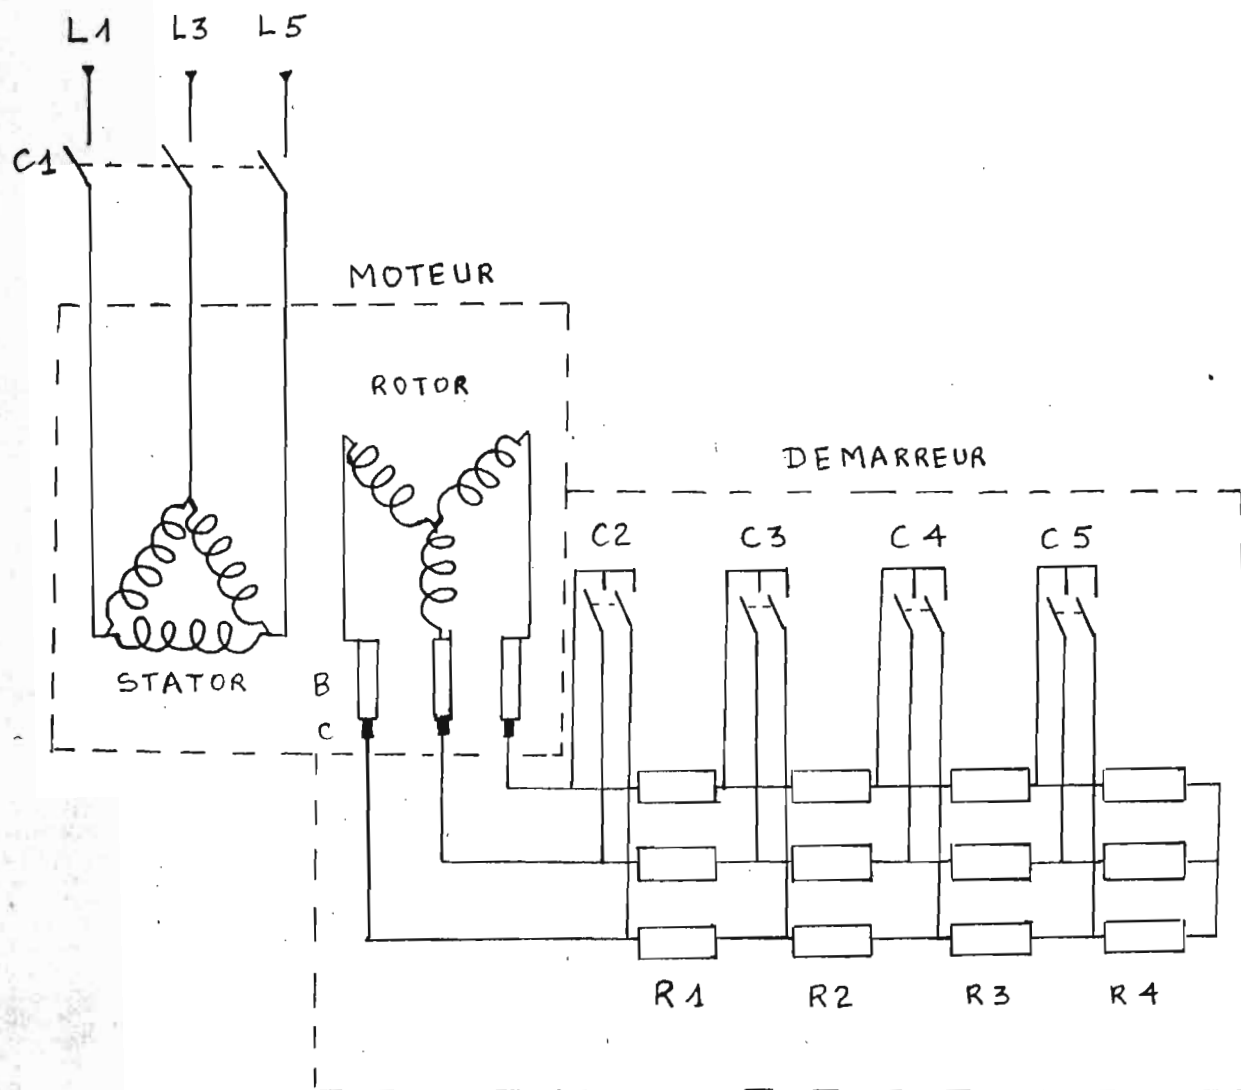 L1 L3 L5
C1
MOTEUR
ROTOR
DEMARREUR
C2 C3 C4 C5
STATOR
B
C
R1 R2 R3 R4